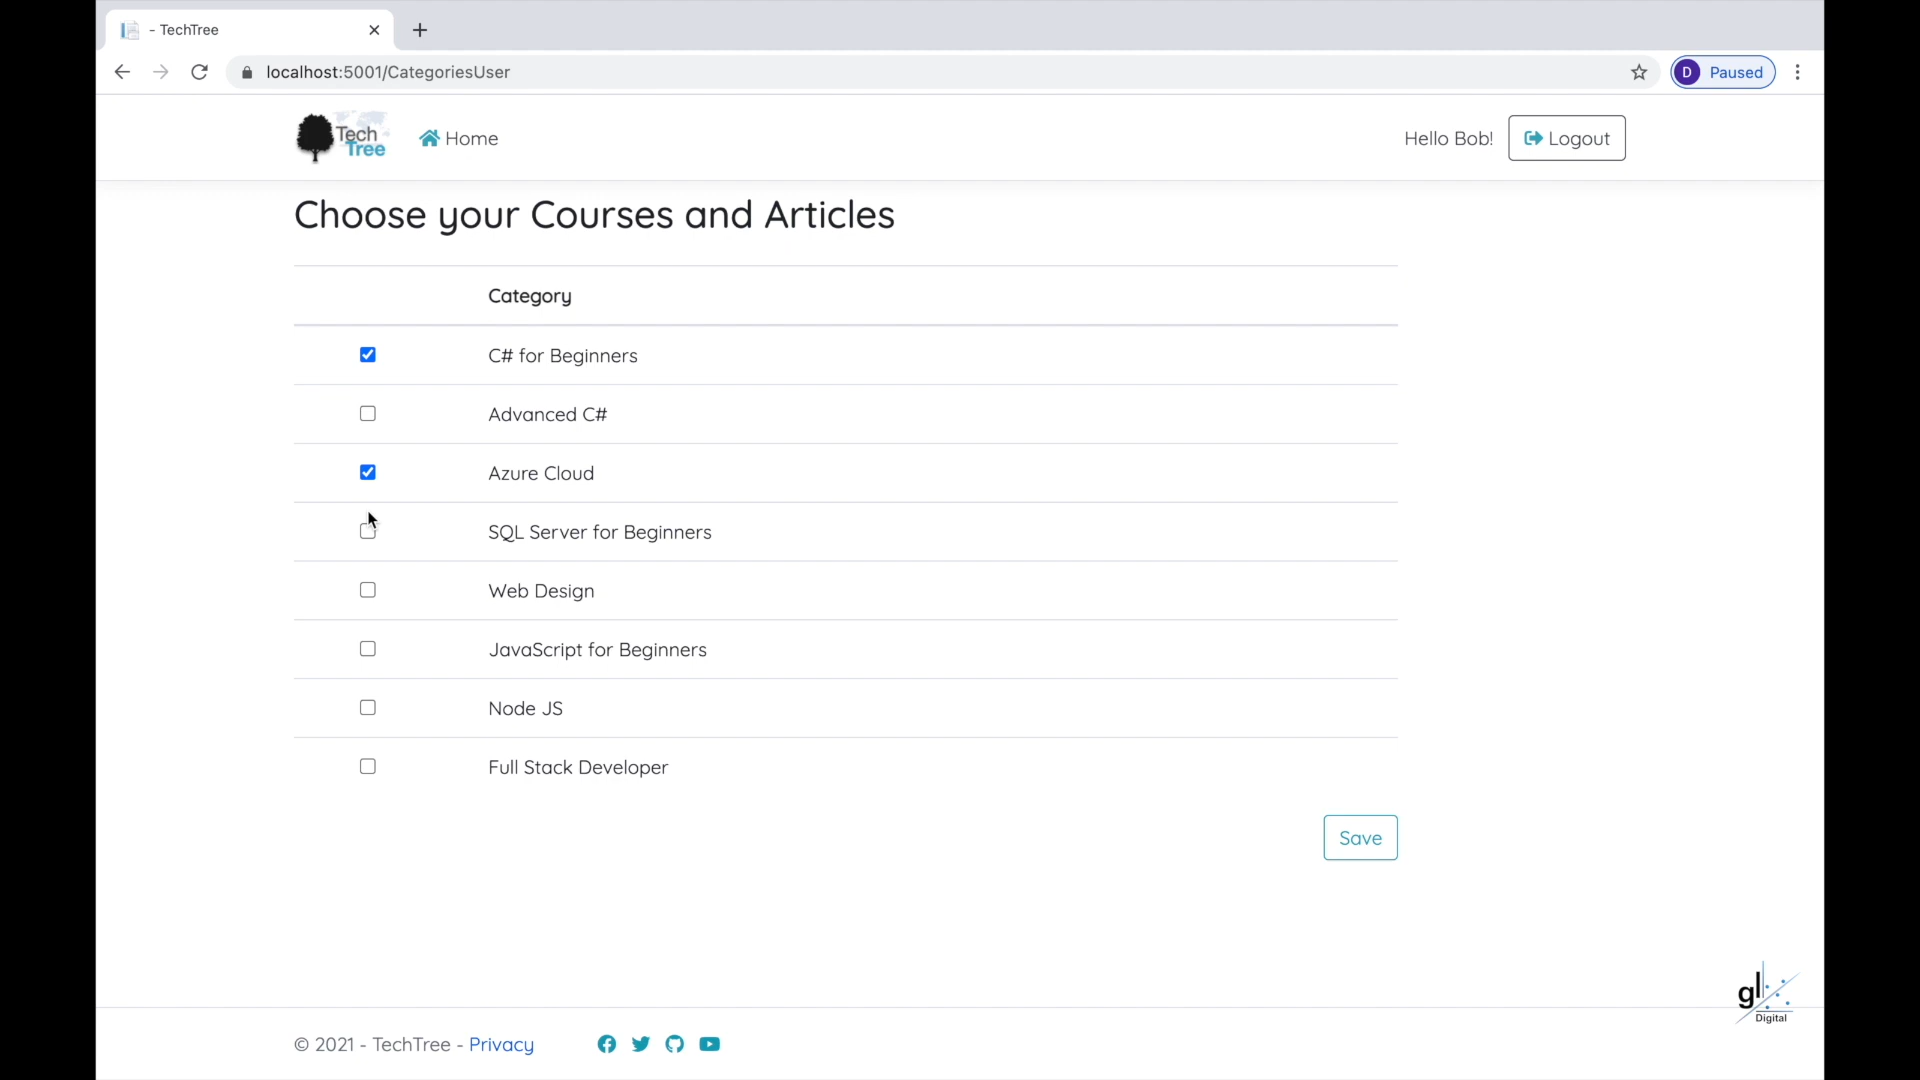 - TechTree
localhost:5001/CategoriesUser
D Paused
Tech
Tree
Home
Hello Bob!
Logout
Choose your Courses and Articles
Category
C# for Beginners
Advanced C#
Azure Cloud
SQL Server for Beginners
Web Design
JavaScript for Beginners
Node JS
Full Stack Developer
Save
gl
Digital
© 2021 - TechTree - Privacy